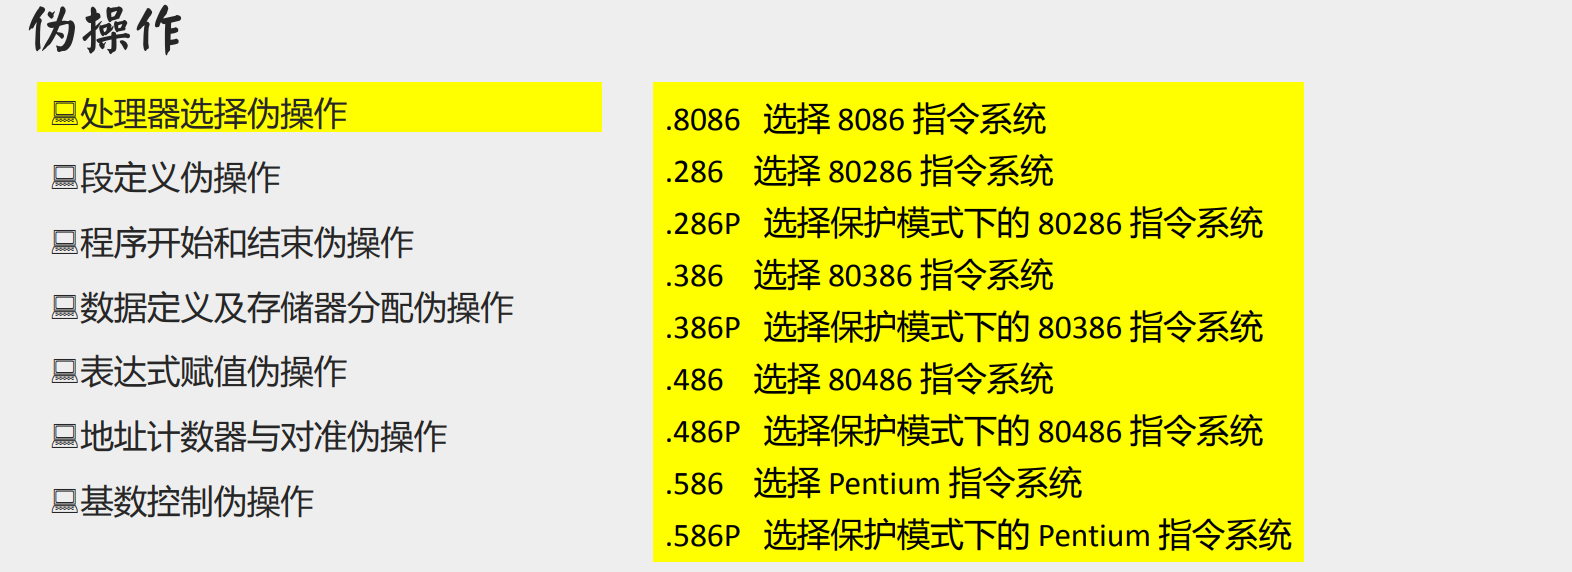 伪操作
处理器选择伪操作
段定义伪操作
程序开始和结束伪操作
数据定义及存储器分配伪操作
表达式赋值伪操作
地址计数器与对准伪操作
基数控制伪操作
.8086 选择 8086 指令系统
.286 选择 80286 指令系统
.286P 选择保护模式下的 80286 指令系统
.386 选择 80386 指令系统
.386P 选择保护模式下的 80386 指令系统
.486 选择 80486 指令系统
.486P 选择保护模式下的 80486 指令系统
.586 选择 Pentium 指令系统
.586P 选择保护模式下的 Pentium 指令系统